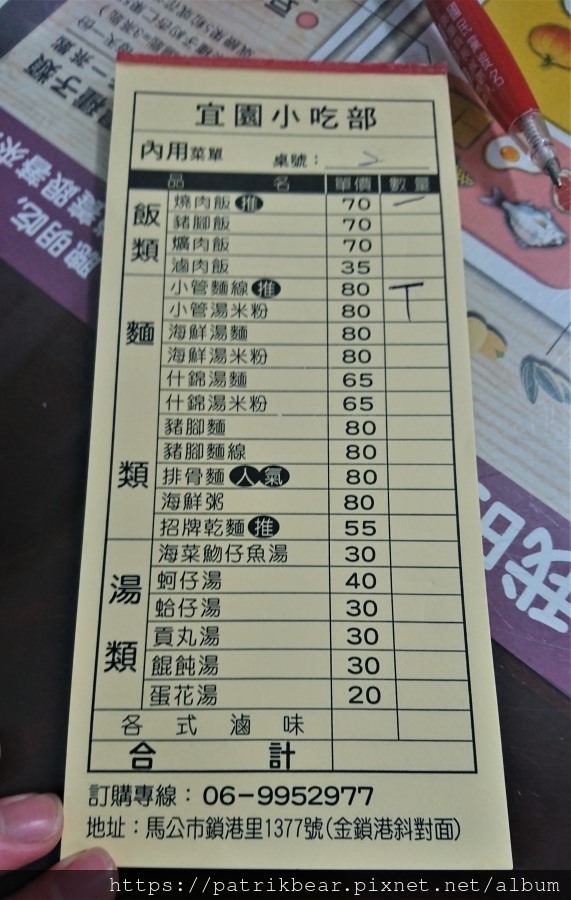 宜園小吃部
內用菜單 桌號：
品名 單價 數量
飯類
燒肉飯 推 70 一
豬腳飯 70
爌肉飯 70
滷肉飯 35
麵類
小管麵線 推 80 丅
小管湯米粉 80
海鮮湯麵 80
海鮮湯米粉 80
什錦湯麵 65
什錦湯米粉 65
豬腳麵 80
豬腳麵線 80
排骨麵 人氣 80
海鮮粥 80
招牌乾麵 推 55
湯類
海菜魩仔魚湯 30
蚵仔湯 40
蛤仔湯 30
貢丸湯 30
餛飩湯 30
蛋花湯 20
各式滷味
合計
訂購專線：06-9952977
地址：馬公市鎖港里1377號(金鎖港斜對面)
聰明吃,
我的
https://patrikbear.pixnet.net/album